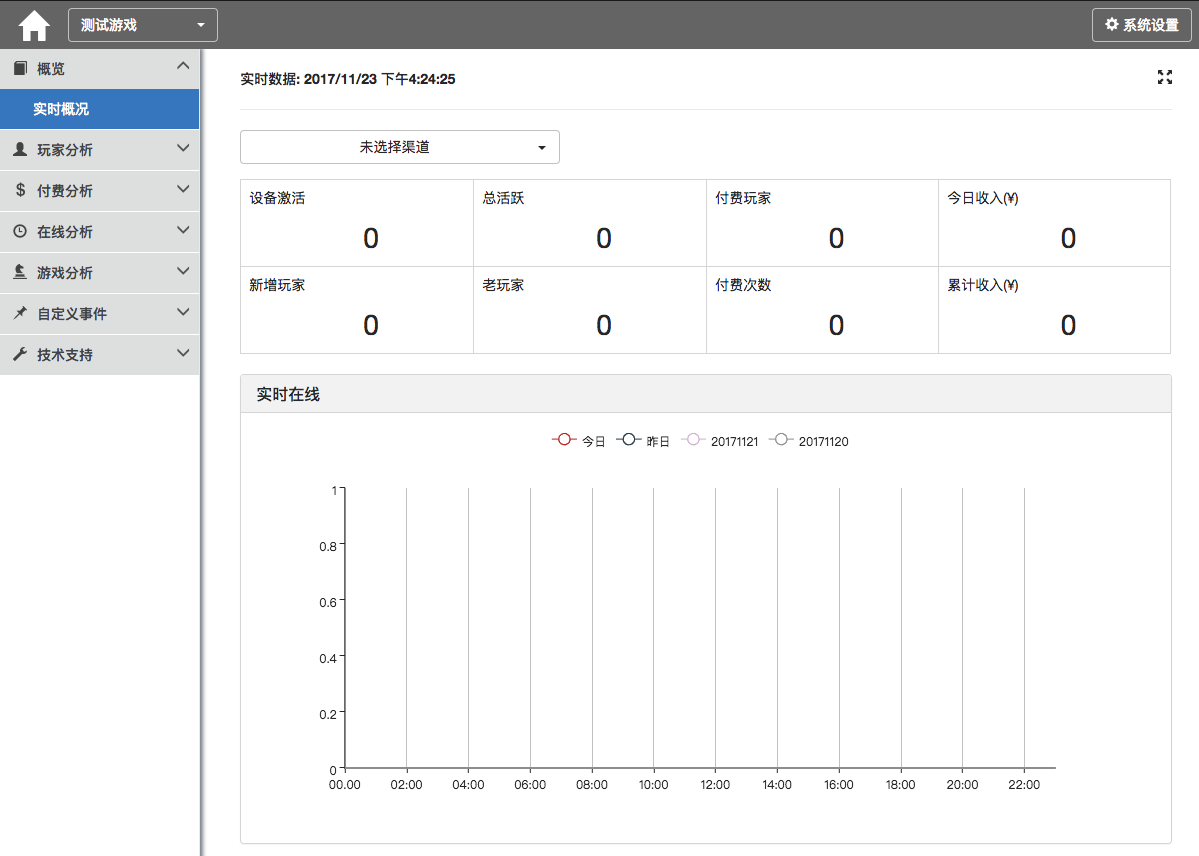 测试游戏
系统设置
概览
实时概况
玩家分析
付费分析
在线分析
游戏分析
自定义事件
技术支持
实时数据: 2017/11/23 下午4:24:25
未选择渠道
设备激活 总活跃 付费玩家 今日收入(¥)
0 0 0 0
新增玩家 老玩家 付费次数 累计收入(¥)
0 0 0 0
实时在线
今日 昨日 20171121 20171120
1
0.8
0.6
0.4
0.2
0
00.00 02:00 04:00 06:00 08:00 10:00 12:00 14:00 16:00 18:00 20:00 22:00